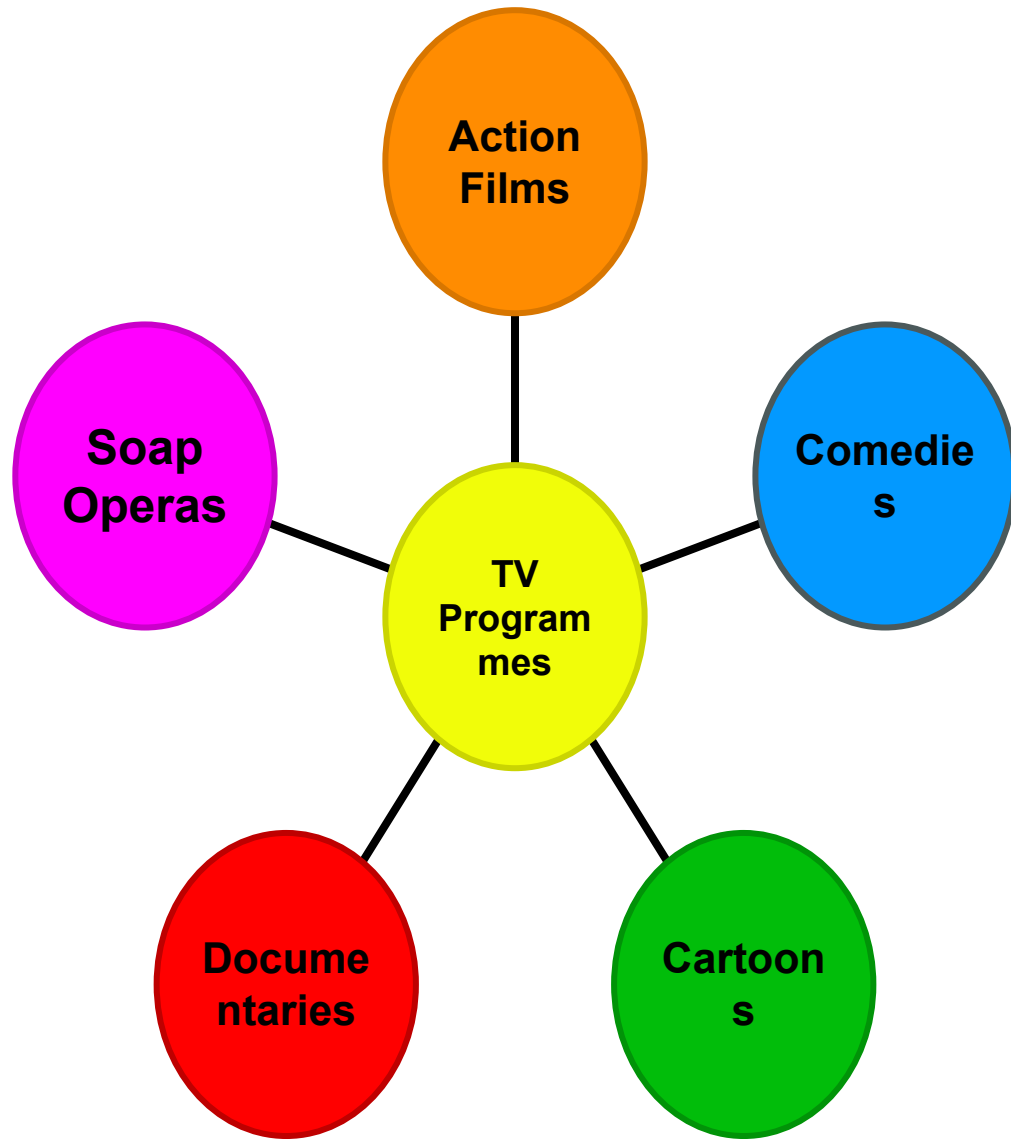 Action
Films
Soap
Operas
Comedie
s
TV
Program
mes
Docume
ntaries
Cartoon
s